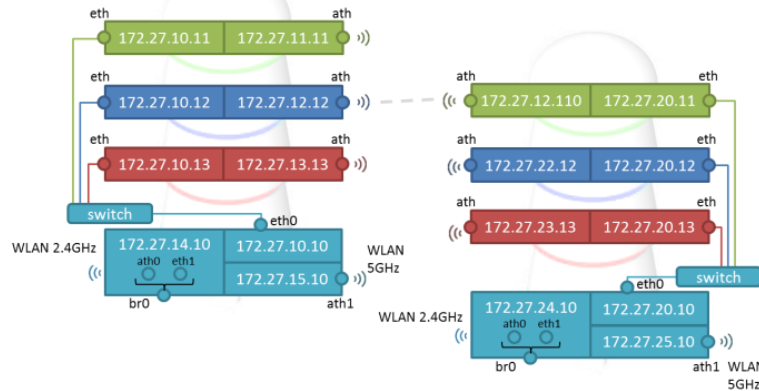 eth ath
172.27.10.11 172.27.11.11
eth ath
172.27.10.12 172.27.12.12
eth ath
172.27.10.13 172.27.13.13
switch
eth0
WLAN 2.4GHz
172.27.14.10
ath0 eth1
br0
172.27.10.10
172.27.15.10
WLAN
5GHz
ath1
ath eth
172.27.12.110 172.27.20.11
ath eth
172.27.22.12 172.27.20.12
ath eth
172.27.23.13 172.27.20.13
switch
eth0
WLAN 2.4GHz
172.27.24.10
ath0 eth1
br0
172.27.20.10
172.27.25.10
ath1
WLAN
5GHz